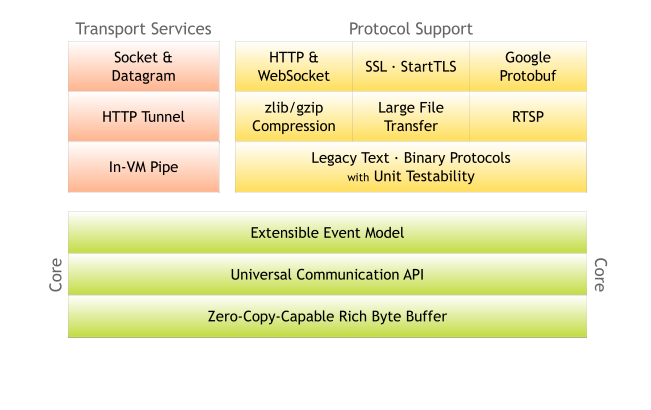 Transport Services
Protocol Support
Socket &
Datagram
HTTP Tunnel
In-VM Pipe
HTTP &
WebSocket
SSL · StartTLS
Google
Protobuf
zlib/gzip
Compression
Large File
Transfer
RTSP
Legacy Text · Binary Protocols
with Unit Testability
Core
Extensible Event Model
Universal Communication API
Zero-Copy-Capable Rich Byte Buffer
Core